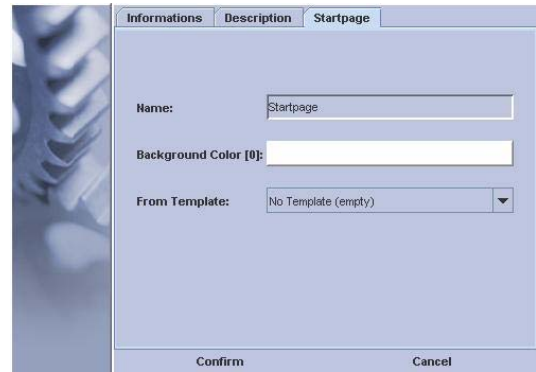 Informations Description Startpage
Name: Startpage
Background Color [0]:
From Template: No Template (empty)
Confirm Cancel